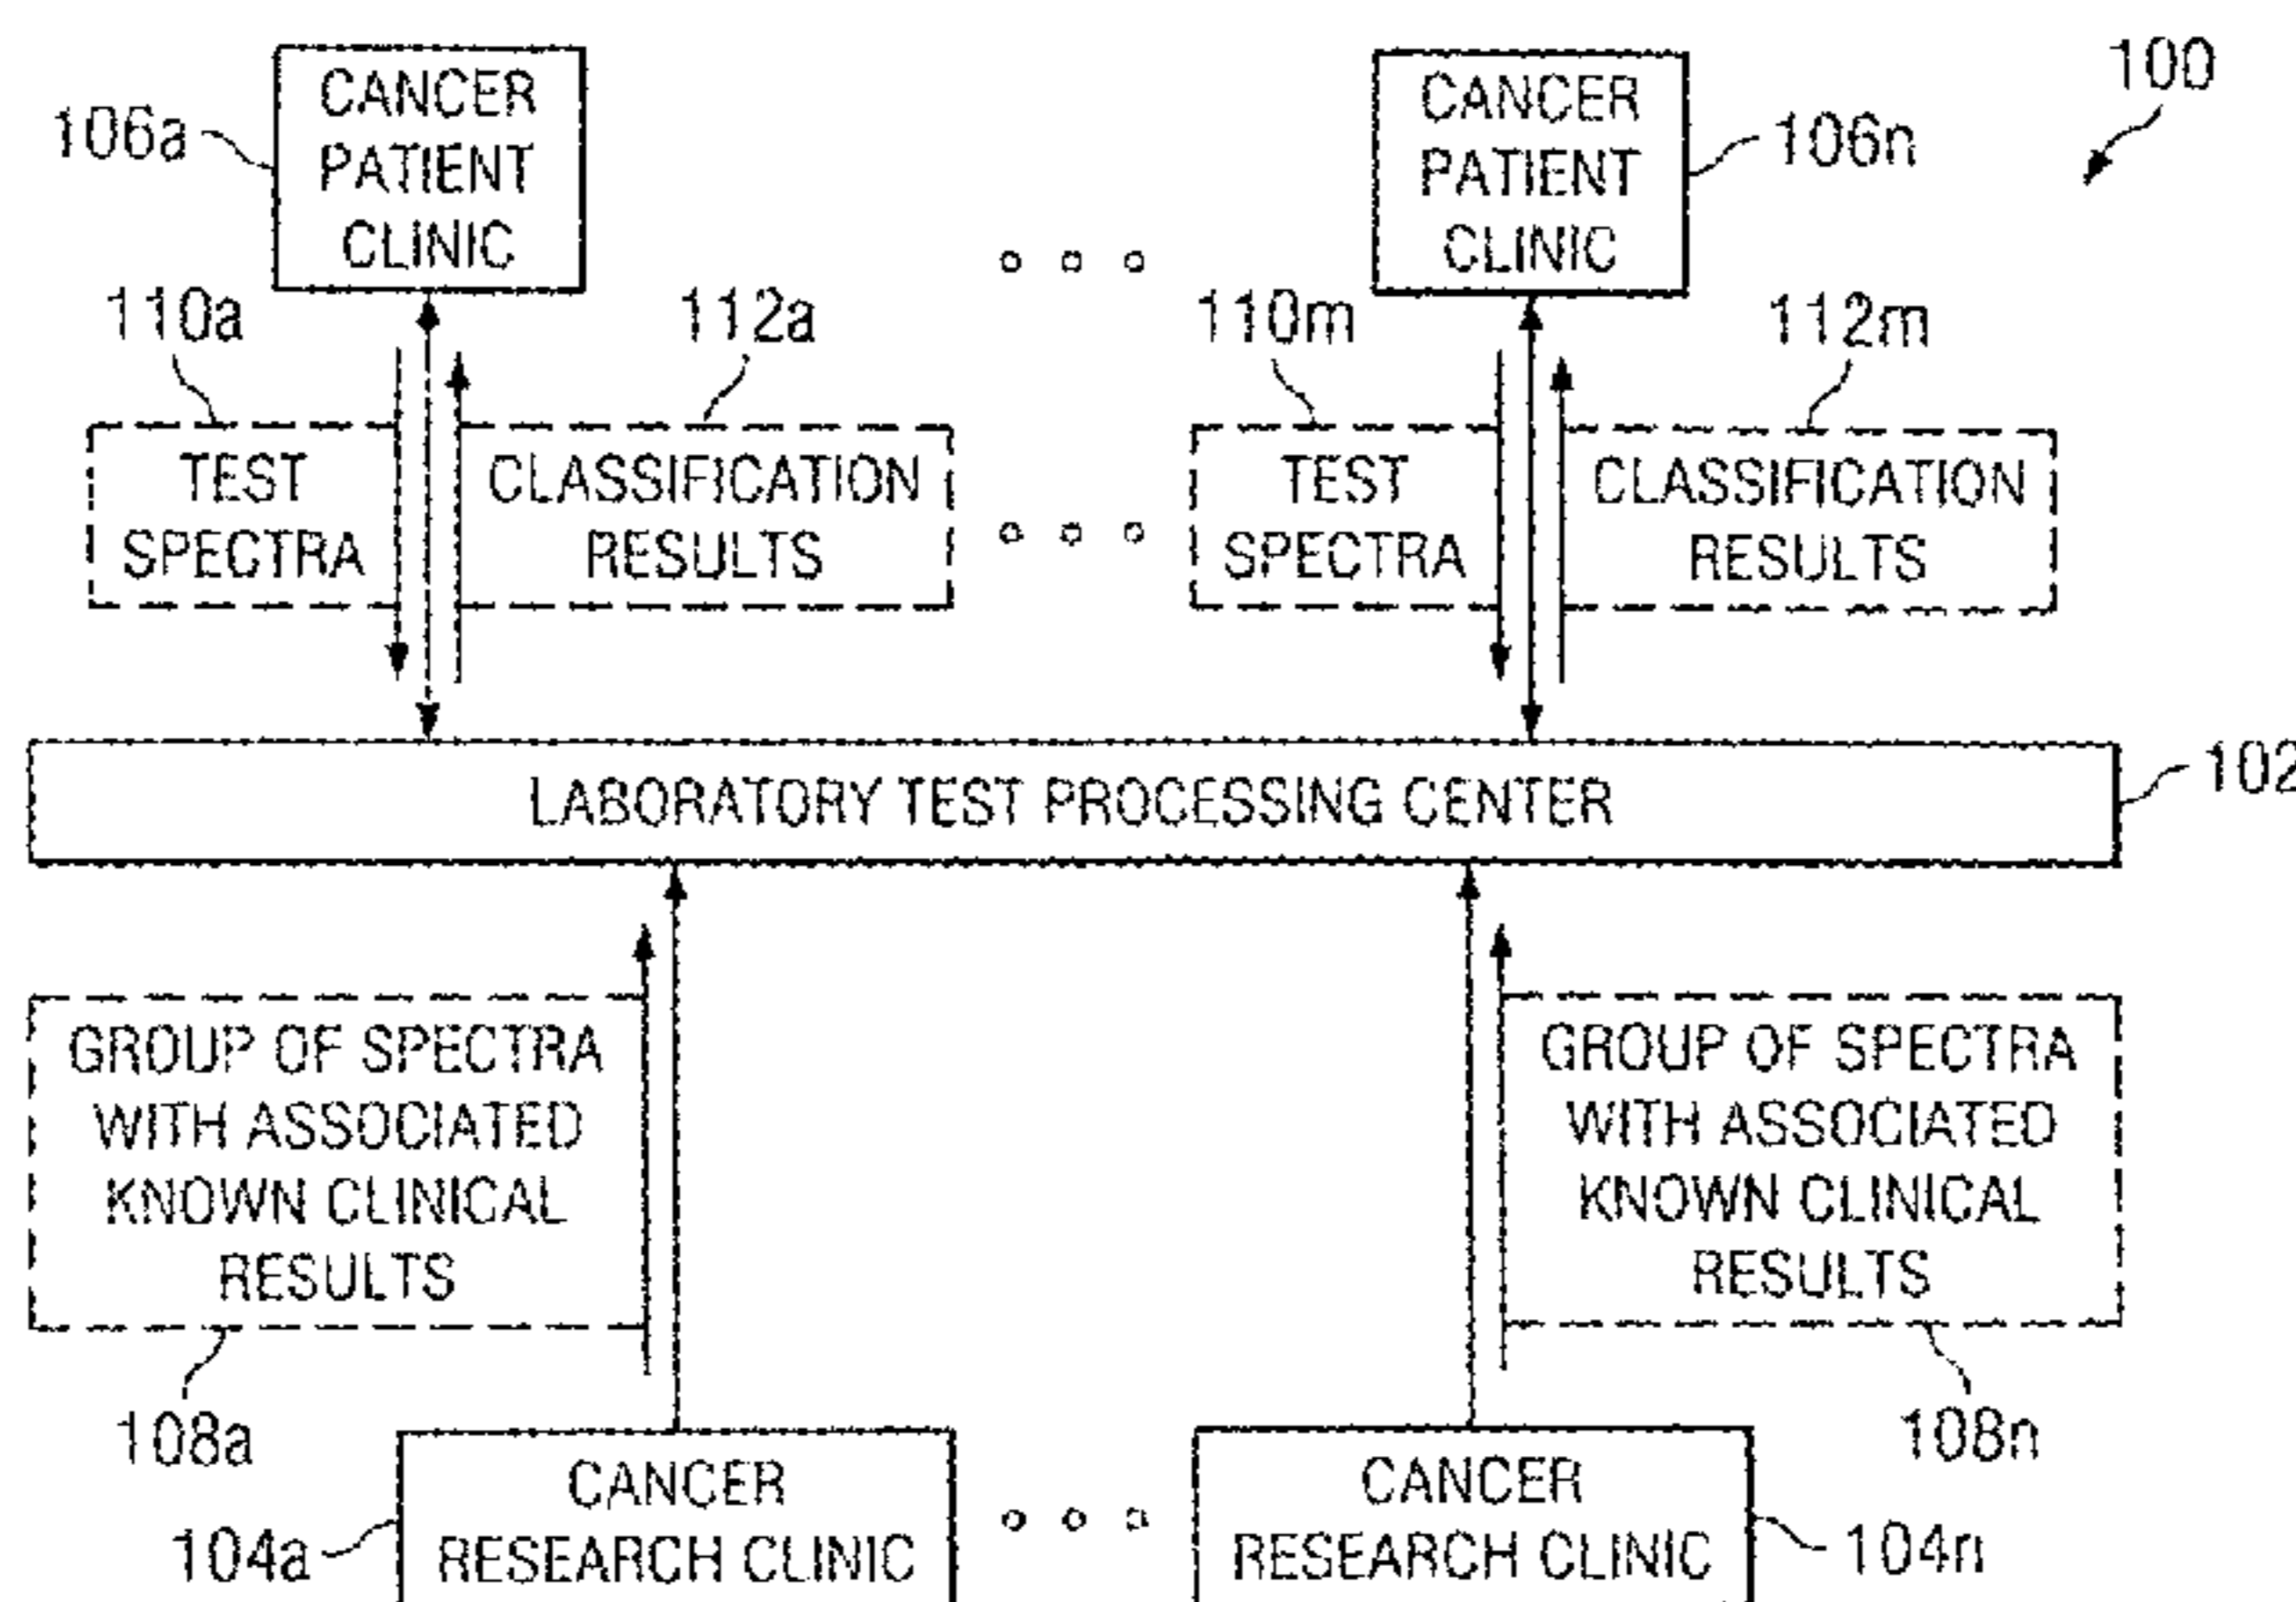 100
106a
CANCER
PATIENT
CLINIC
CANCER
PATIENT
CLINIC
106n
110a
112a
110m
112m
TEST
SPECTRA
CLASSIFICATION
RESULTS
TEST
SPECTRA
CLASSIFICATION
RESULTS
LABORATORY TEST PROCESSING CENTER
102
GROUP OF SPECTRA
WITH ASSOCIATED
KNOWN CLINICAL
RESULTS
GROUP OF SPECTRA
WITH ASSOCIATED
KNOWN CLINICAL
RESULTS
108a
108n
104a
CANCER
RESEARCH CLINIC
CANCER
RESEARCH CLINIC
104n